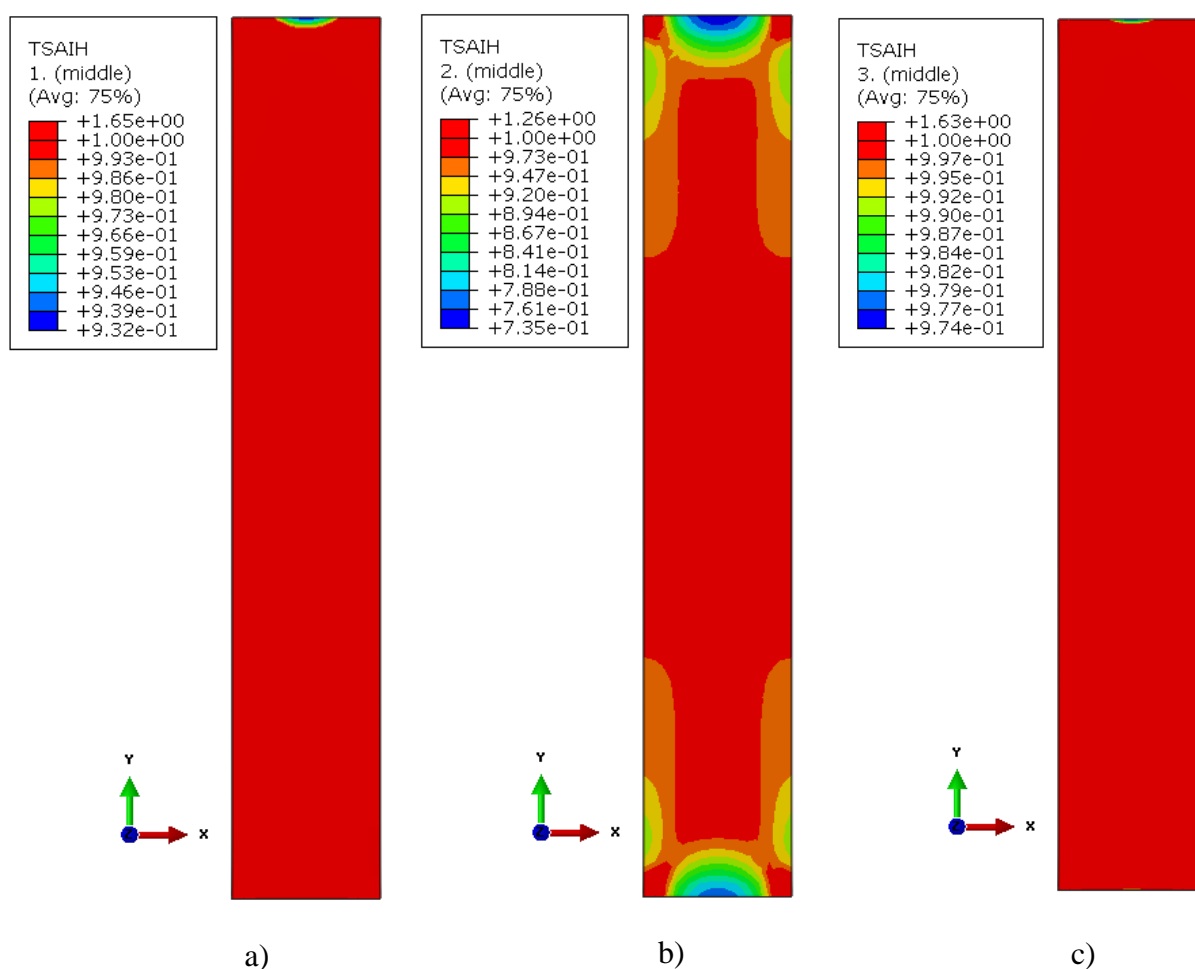 TSAIH
1. (middle)
(Avg: 75%)
+1.65e+00
+1.00e+00
+9.93e-01
+9.86e-01
+9.80e-01
+9.73e-01
+9.66e-01
+9.59e-01
+9.53e-01
+9.46e-01
+9.39e-01
+9.32e-01
Y
Z
X
a)
TSAIH
2. (middle)
(Avg: 75%)
+1.26e+00
+1.00e+00
+9.73e-01
+9.47e-01
+9.20e-01
+8.94e-01
+8.67e-01
+8.41e-01
+8.14e-01
+7.88e-01
+7.61e-01
+7.35e-01
Y
Z
X
b)
TSAIH
3. (middle)
(Avg: 75%)
+1.63e+00
+1.00e+00
+9.97e-01
+9.95e-01
+9.92e-01
+9.90e-01
+9.87e-01
+9.84e-01
+9.82e-01
+9.79e-01
+9.77e-01
+9.74e-01
Y
Z
X
c)